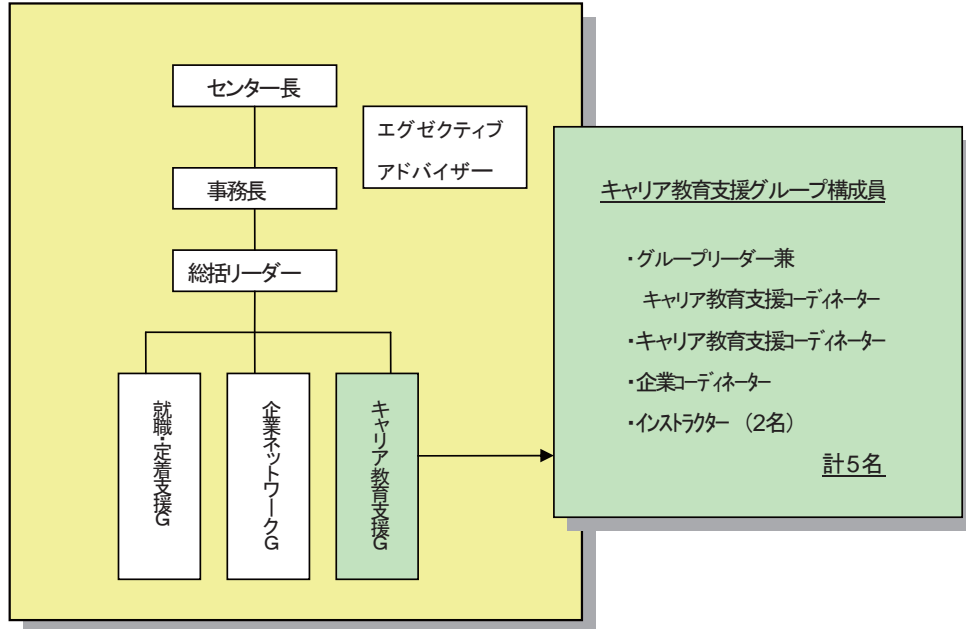 センター長
エグゼクティブ
アドバイザー
事務長
総括リーダー
就職・定着支援G
企業ネットワークG
キャリア教育支援G
キャリア教育支援グループ構成員
・グループリーダー兼
キャリア教育支援コーディネーター
・キャリア教育支援コーディネーター
・企業コーディネーター
・インストラクター （2名）
計5名